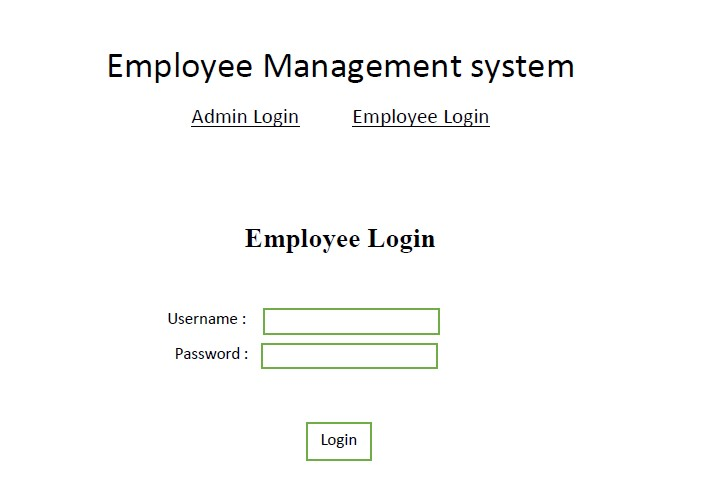 Employee Management system
Admin Login Employee Login
Employee Login
Username :
Password :
Login